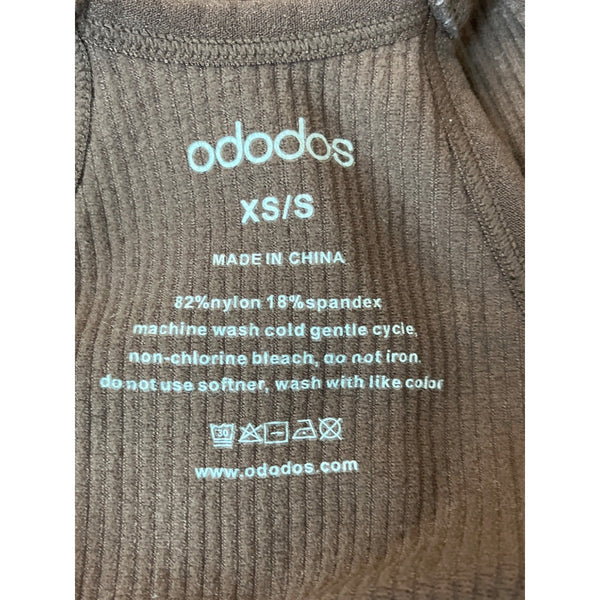 ododos
XS/S
MADE IN CHINA
82%nylon 18%spandex
machine wash cold gentle cycle,
non-chlorine bleach, do not iron.
do not use softner, wash with like color
30
www.ododos.com